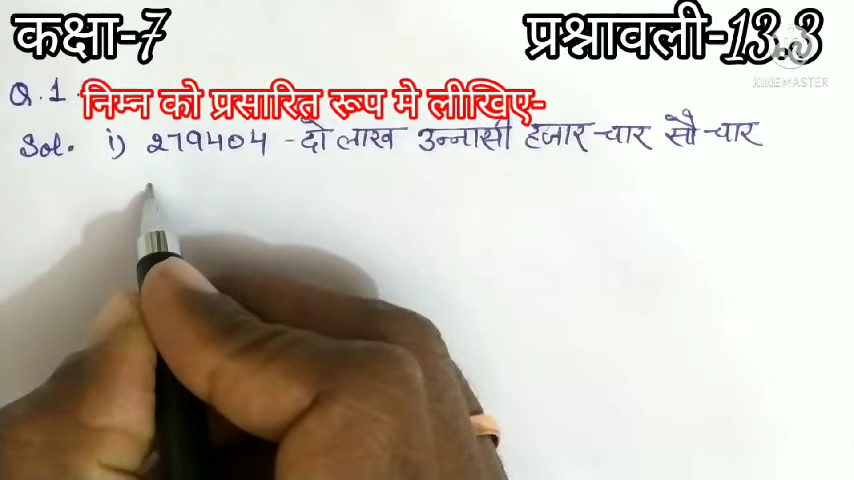 कक्षा-7 प्रश्नावली-13.3
KINEMASTER
Q.1. निम्न को प्रसारित रूप मे लीखिए-
Sol. i) 279404 - दो लाख उन्नासी हजार चार सौ चार